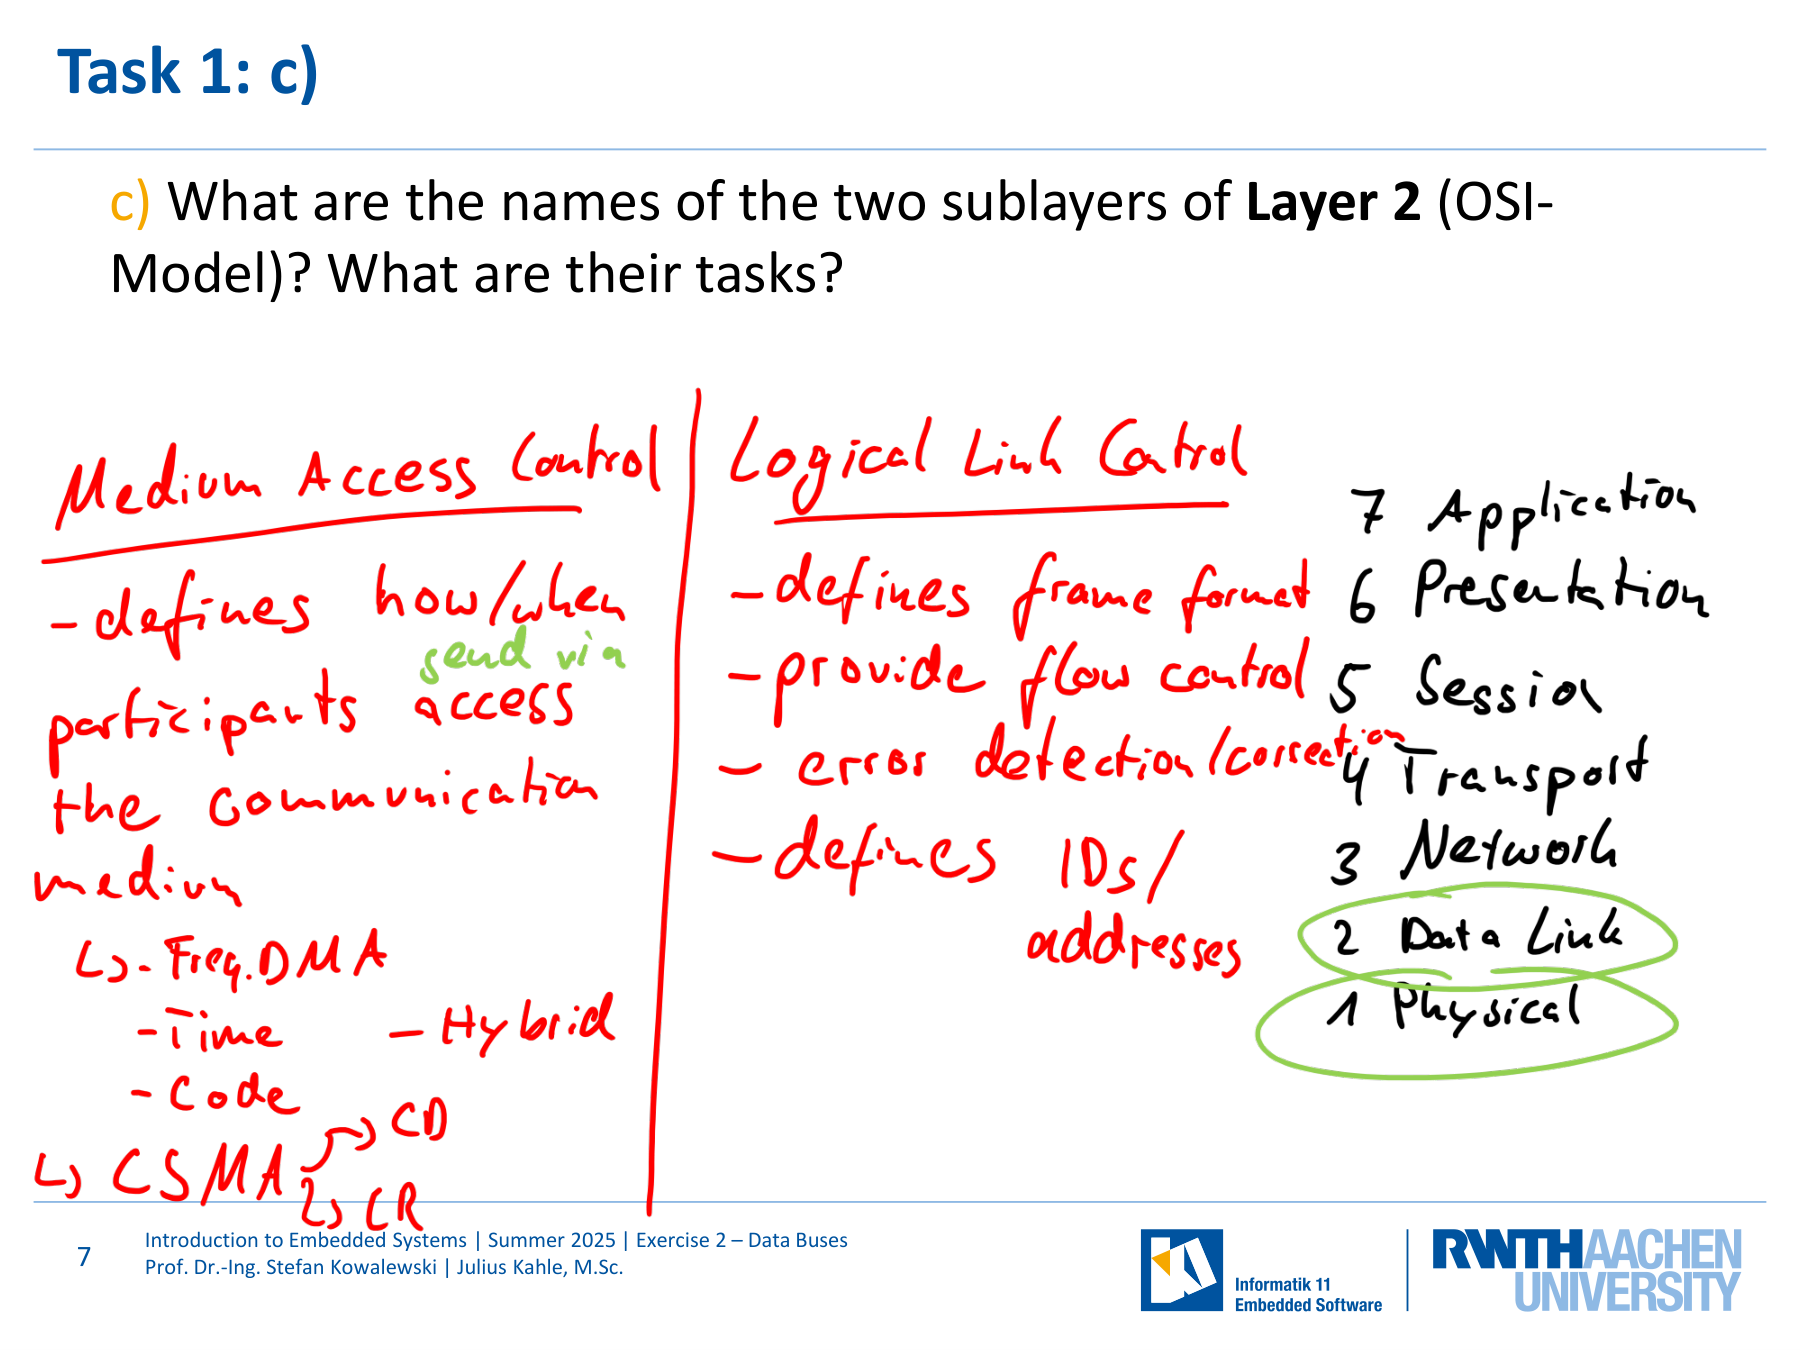 Task 1: c)
c) What are the names of the two sublayers of Layer 2 (OSI-
Model)? What are their tasks?
Medium Access Control
- defines how/when
send via
participants access
the communication
medium
↳ - Freq. DMA
- Time
- Hybrid
- Code
↳ CSMA → CD
↳ CR
Logical Link Control
- defines frame format
- provide flow control
- error detection/correction
- defines IDs/
addresses
7 Application
6 Presentation
5 Session
4 Transport
3 Network
2 Data Link
1 Physical
7
Introduction to Embedded Systems | Summer 2025 | Exercise 2 – Data Buses
Prof. Dr.-Ing. Stefan Kowalewski | Julius Kahle, M.Sc.
Informatik 11
Embedded Software
RWTH AACHEN
UNIVERSITY